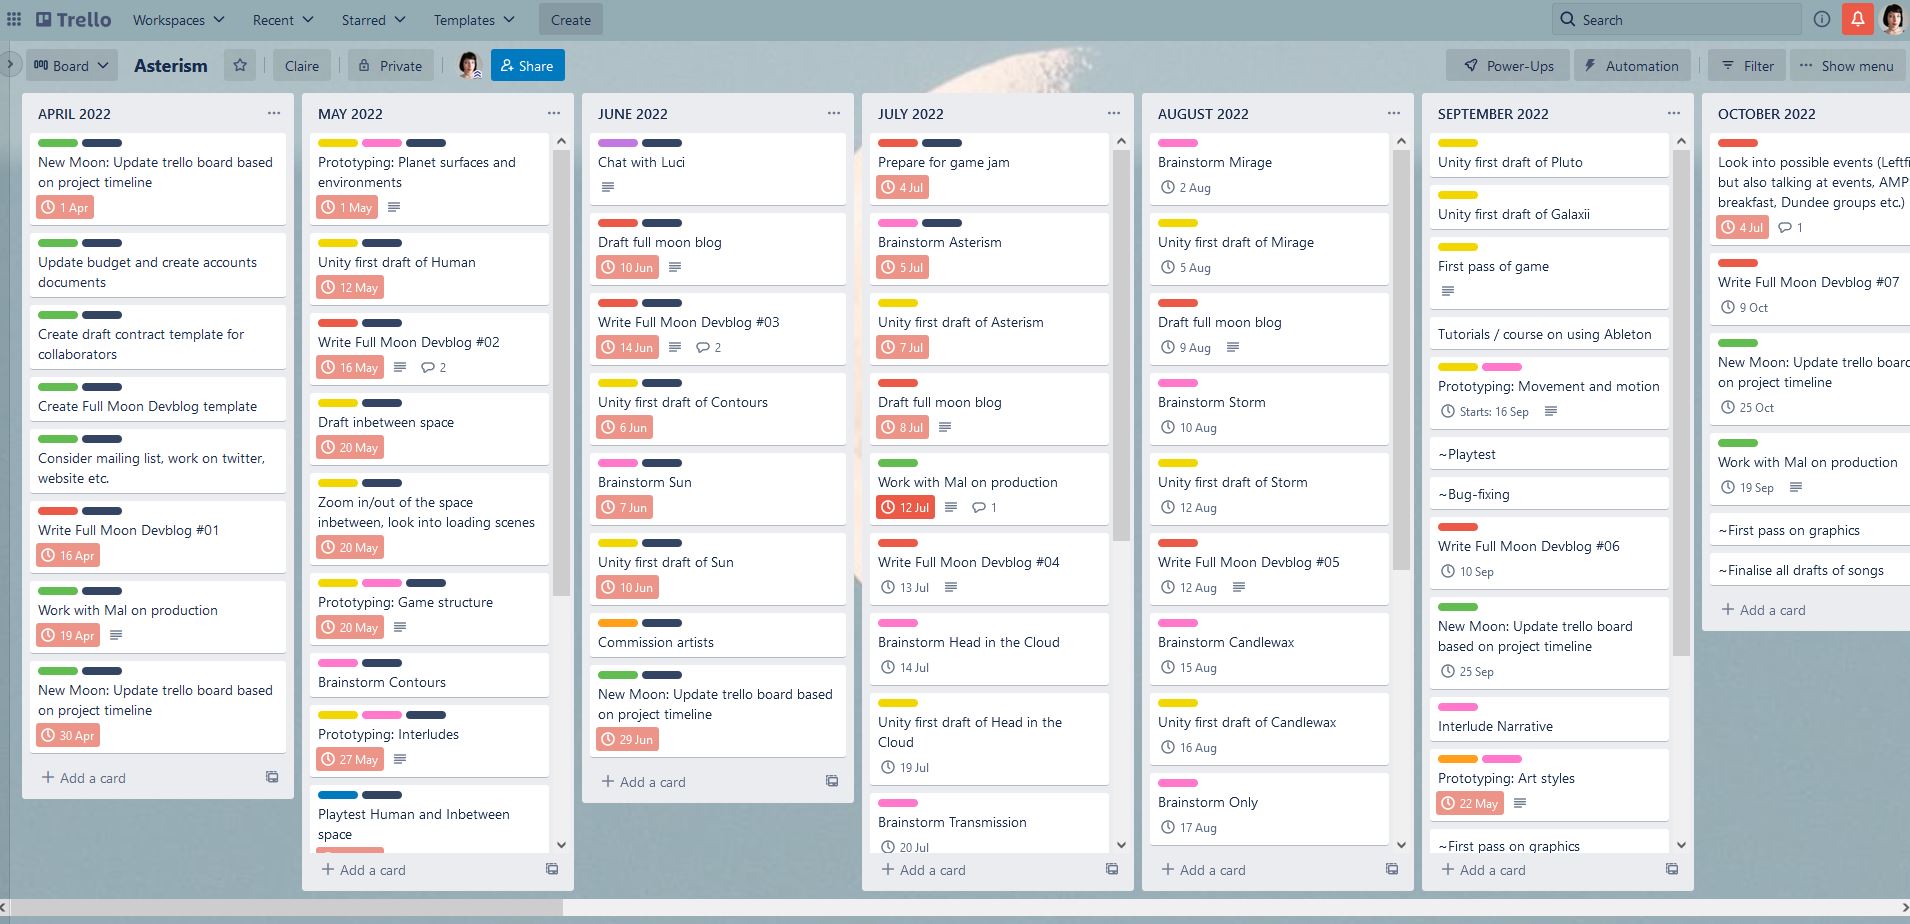 Trello
Workspaces
Recent
Starred
Templates
Create
Search
Board
Asterism
Claire
Private
Share
Power-Ups
Automation
Filter
Show menu
APRIL 2022
New Moon: Update trello board based
on project timeline
1 Apr
Update budget and create accounts
documents
Create draft contract template for
collaborators
Create Full Moon Devblog template
Consider mailing list, work on twitter,
website etc.
Write Full Moon Devblog #01
16 Apr
Work with Mal on production
19 Apr
New Moon: Update trello board based
on project timeline
30 Apr
+ Add a card
MAY 2022
Prototyping: Planet surfaces and
environments
1 May
Unity first draft of Human
12 May
Write Full Moon Devblog #02
16 May
2
Draft inbetween space
20 May
Zoom in/out of the space
inbetween, look into loading scenes
20 May
Prototyping: Game structure
20 May
Brainstorm Contours
Prototyping: Interludes
27 May
Playtest Human and Inbetween
space
+ Add a card
JUNE 2022
Chat with Luci
Draft full moon blog
10 Jun
Write Full Moon Devblog #03
14 Jun
2
Unity first draft of Contours
6 Jun
Brainstorm Sun
7 Jun
Unity first draft of Sun
10 Jun
Commission artists
New Moon: Update trello board based
on project timeline
29 Jun
+ Add a card
JULY 2022
Prepare for game jam
4 Jul
Brainstorm Asterism
5 Jul
Unity first draft of Asterism
7 Jul
Draft full moon blog
8 Jul
Work with Mal on production
12 Jul
1
Write Full Moon Devblog #04
13 Jul
Brainstorm Head in the Cloud
14 Jul
Unity first draft of Head in the
Cloud
19 Jul
Brainstorm Transmission
20 Jul
+ Add a card
AUGUST 2022
Brainstorm Mirage
2 Aug
Unity first draft of Mirage
5 Aug
Draft full moon blog
9 Aug
Brainstorm Storm
10 Aug
Unity first draft of Storm
12 Aug
Write Full Moon Devblog #05
12 Aug
Brainstorm Candlewax
15 Aug
Unity first draft of Candlewax
16 Aug
Brainstorm Only
17 Aug
+ Add a card
SEPTEMBER 2022
Unity first draft of Pluto
Unity first draft of Galaxii
First pass of game
Tutorials / course on using Ableton
Prototyping: Movement and motion
Starts: 16 Sep
~Playtest
~Bug-fixing
Write Full Moon Devblog #06
10 Sep
New Moon: Update trello board
based on project timeline
25 Sep
Interlude Narrative
Prototyping: Art styles
22 May
~First pass on graphics
+ Add a card
OCTOBER 2022
Look into possible events (Leftfi
but also talking at events, AMP
breakfast, Dundee groups etc.)
4 Jul
1
Write Full Moon Devblog #07
9 Oct
New Moon: Update trello board
on project timeline
25 Oct
Work with Mal on production
19 Sep
~First pass on graphics
~Finalise all drafts of songs
+ Add a card